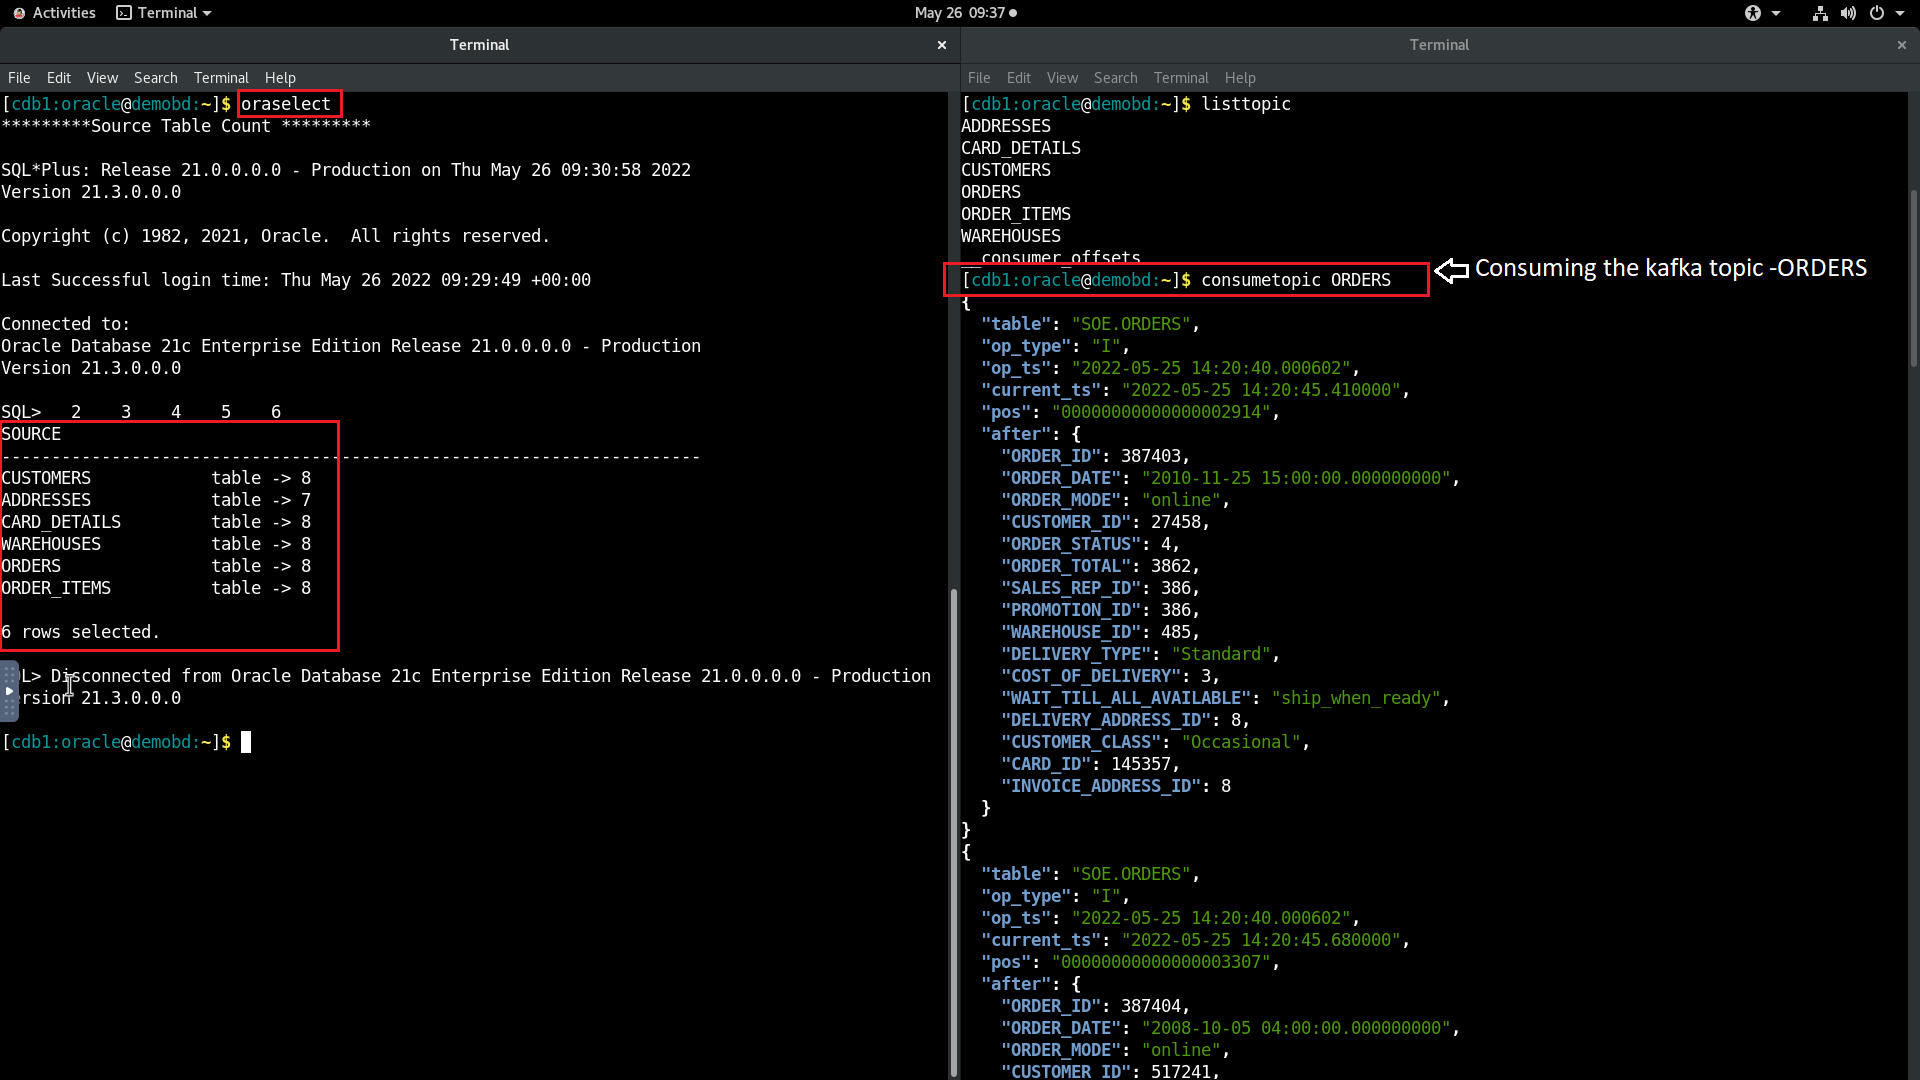 Activities Terminal May 26 09:37
Terminal
File Edit View Search Terminal Help
[cdb1:oracle@demobd:~]$ oraselect
*********Source Table Count *********
SQL*Plus: Release 21.0.0.0.0 - Production on Thu May 26 09:30:58 2022
Version 21.3.0.0.0
Copyright (c) 1982, 2021, Oracle.  All rights reserved.
Last Successful login time: Thu May 26 2022 09:29:49 +00:00
Connected to:
Oracle Database 21c Enterprise Edition Release 21.0.0.0.0 - Production
Version 21.3.0.0.0
SQL>   2    3    4    5    6
SOURCE
----------------------------------------------------------------------
CUSTOMERS            table -> 8
ADDRESSES            table -> 7
CARD_DETAILS         table -> 8
WAREHOUSES           table -> 8
ORDERS               table -> 8
ORDER_ITEMS          table -> 8
6 rows selected.
QL> Disconnected from Oracle Database 21c Enterprise Edition Release 21.0.0.0.0 - Production
ersion 21.3.0.0.0
[cdb1:oracle@demobd:~]$
Terminal
File Edit View Search Terminal Help
[cdb1:oracle@demobd:~]$ listtopic
ADDRESSES
CARD_DETAILS
CUSTOMERS
ORDERS
ORDER_ITEMS
WAREHOUSES
__consumer_offsets
[cdb1:oracle@demobd:~]$ consumetopic ORDERS
Consuming the kafka topic -ORDERS
{
  "table": "SOE.ORDERS",
  "op_type": "I",
  "op_ts": "2022-05-25 14:20:40.000602",
  "current_ts": "2022-05-25 14:20:45.410000",
  "pos": "00000000000000002914",
  "after": {
    "ORDER_ID": 387403,
    "ORDER_DATE": "2010-11-25 15:00:00.000000000",
    "ORDER_MODE": "online",
    "CUSTOMER_ID": 27458,
    "ORDER_STATUS": 4,
    "ORDER_TOTAL": 3862,
    "SALES_REP_ID": 386,
    "PROMOTION_ID": 386,
    "WAREHOUSE_ID": 485,
    "DELIVERY_TYPE": "Standard",
    "COST_OF_DELIVERY": 3,
    "WAIT_TILL_ALL_AVAILABLE": "ship_when_ready",
    "DELIVERY_ADDRESS_ID": 8,
    "CUSTOMER_CLASS": "Occasional",
    "CARD_ID": 145357,
    "INVOICE_ADDRESS_ID": 8
  }
}
{
  "table": "SOE.ORDERS",
  "op_type": "I",
  "op_ts": "2022-05-25 14:20:40.000602",
  "current_ts": "2022-05-25 14:20:45.680000",
  "pos": "00000000000000003307",
  "after": {
    "ORDER_ID": 387404,
    "ORDER_DATE": "2008-10-05 04:00:00.000000000",
    "ORDER_MODE": "online",
    "CUSTOMER_ID": 517241,